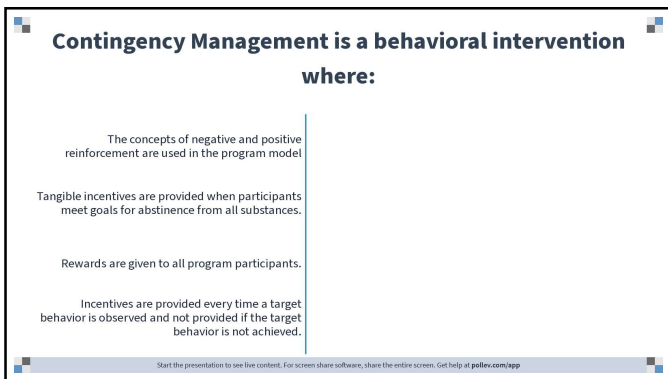 Contingency Management is a behavioral intervention
where:
The concepts of negative and positive
reinforcement are used in the program model
Tangible incentives are provided when participants
meet goals for abstinence from all substances.
Rewards are given to all program participants.
Incentives are provided every time a target
behavior is observed and not provided if the target
behavior is not achieved.
Start the presentation to see live content. For screen share software, share the entire screen. Get help at pollev.com/app